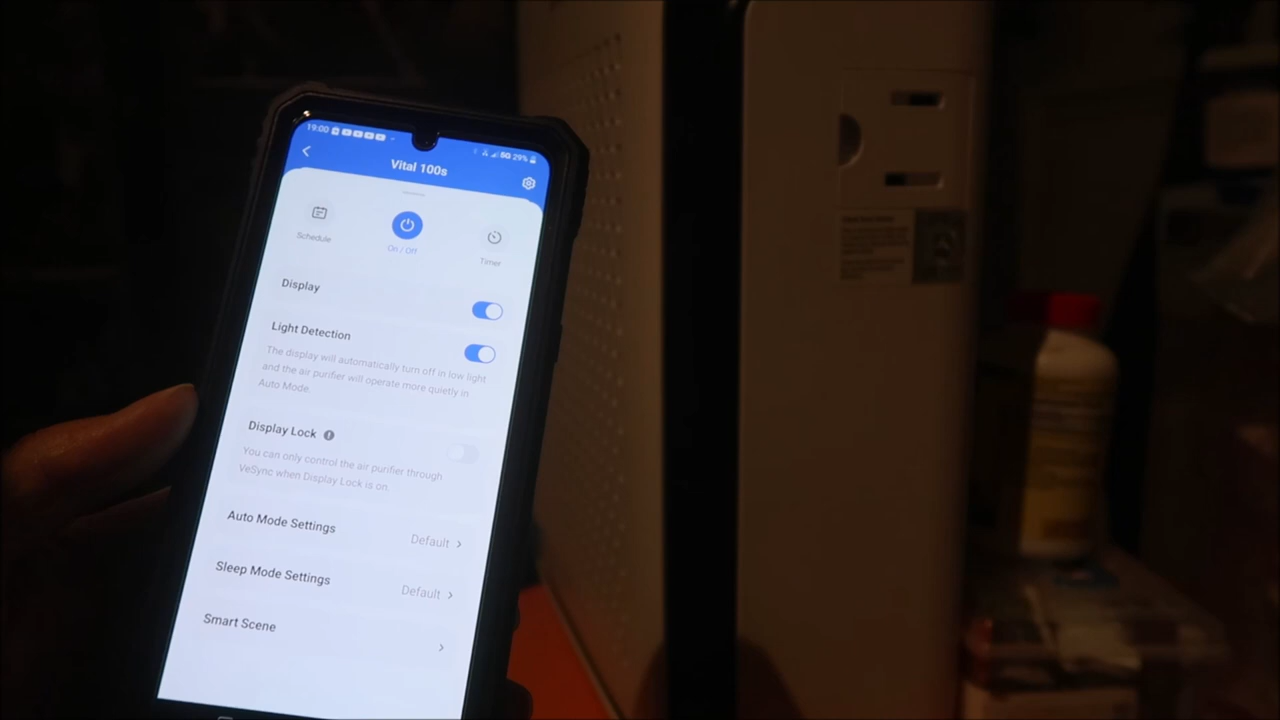 19:00
5G 29%
Vital 100s
Schedule
On / Off
Timer
Display
Light Detection
The display will automatically turn off in low light
and the air purifier will operate more quietly in
Auto Mode.
Display Lock
You can only control the air purifier through
VeSync when Display Lock is on.
Auto Mode Settings
Default
Sleep Mode Settings
Default
Smart Scene